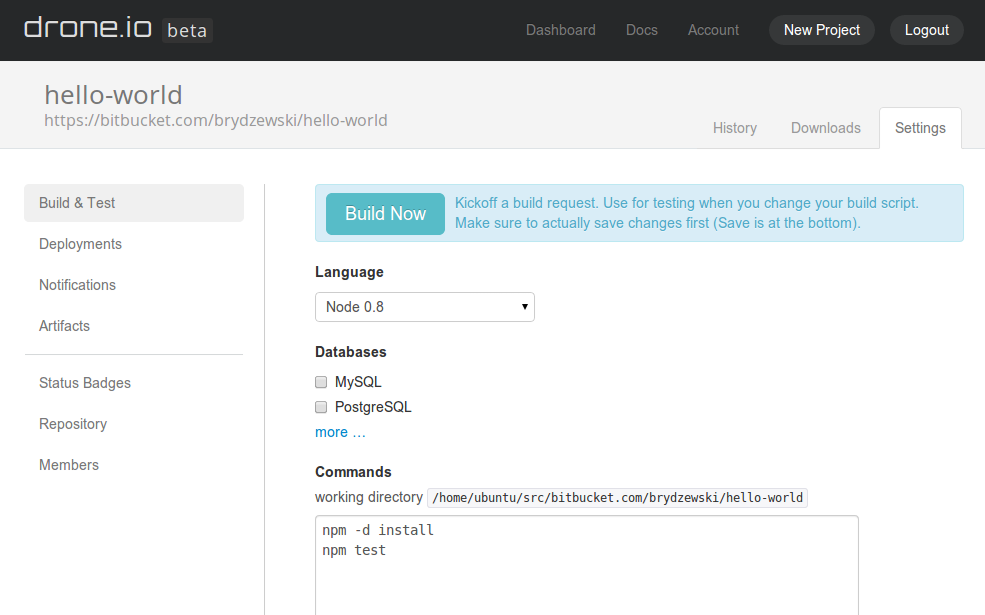 drone.io beta
Dashboard Docs Account New Project Logout
hello-world
https://bitbucket.com/brydzewski/hello-world
History Downloads Settings
Build & Test
Deployments
Notifications
Artifacts
Status Badges
Repository
Members
Build Now
Kickoff a build request. Use for testing when you change your build script.
Make sure to actually save changes first (Save is at the bottom).
Language
Node 0.8
Databases
MySQL
PostgreSQL
more …
Commands
working directory /home/ubuntu/src/bitbucket.com/brydzewski/hello-world
npm -d install
npm test